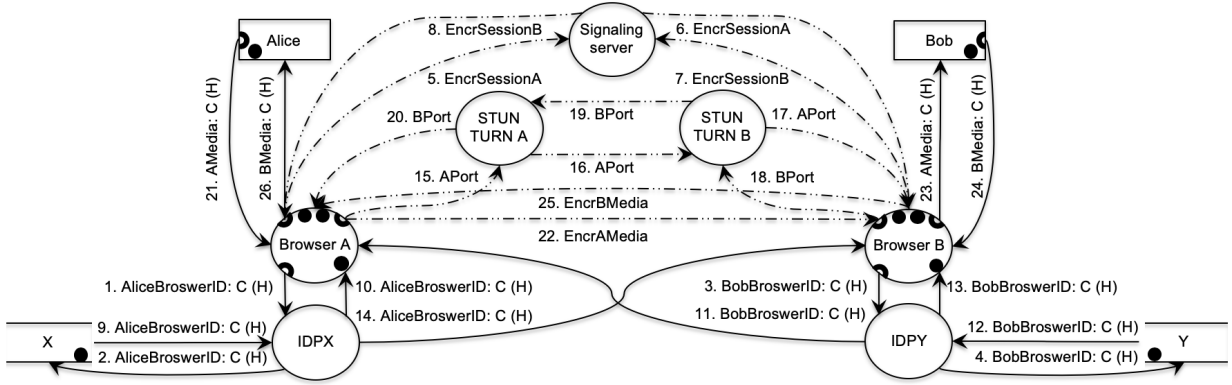 8. EncrSessionB
Signaling
server
6. EncrSessionA
Alice
Bob
5. EncrSessionA
7. EncrSessionB
21. AMedia: C (H)
26. BMedia: C (H)
20. BPort
STUN
TURN A
19. BPort
STUN
TURN B
17. APort
23. AMedia: C (H)
24. BMedia: C (H)
16. APort
15. APort
18. BPort
25. EncrBMedia
22. EncrAMedia
Browser A
Browser B
1. AliceBroswerID: C (H)
10. AliceBroswerID: C (H)
3. BobBroswerID: C (H)
13. BobBroswerID: C (H)
14. AliceBroswerID: C (H)
11. BobBroswerID: C (H)
9. AliceBroswerID: C (H)
12. BobBroswerID: C (H)
X
IDPX
IDPY
Y
2. AliceBroswerID: C (H)
4. BobBroswerID: C (H)